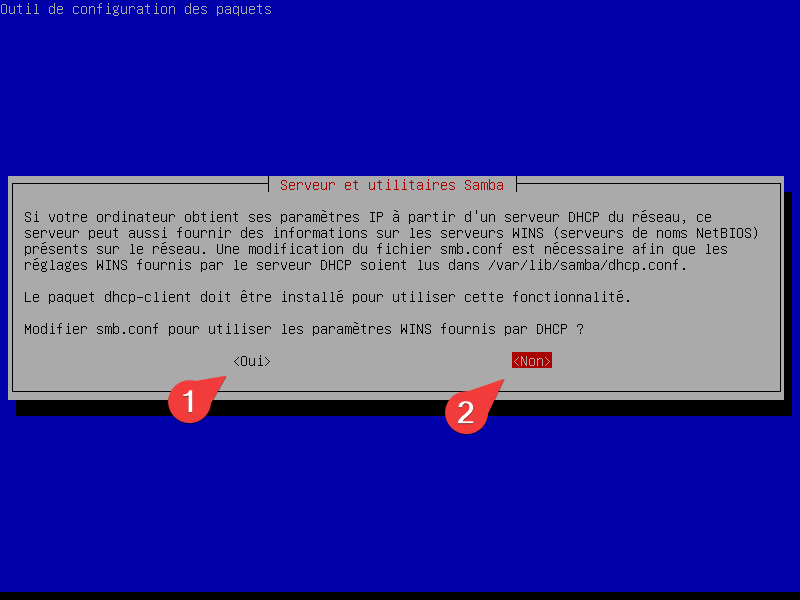 Outil de configuration des paquets
Serveur et utilitaires Samba
Si votre ordinateur obtient ses paramètres IP à partir d'un serveur DHCP du réseau, ce
serveur peut aussi fournir des informations sur les serveurs WINS (serveurs de noms NetBIOS)
présents sur le réseau. Une modification du fichier smb.conf est nécessaire afin que les
réglages WINS fournis par le serveur DHCP soient lus dans /var/lib/samba/dhcp.conf.
Le paquet dhcp-client doit être installé pour utiliser cette fonctionnalité.
Modifier smb.conf pour utiliser les paramètres WINS fournis par DHCP ?
<Oui> <Non>
1 2